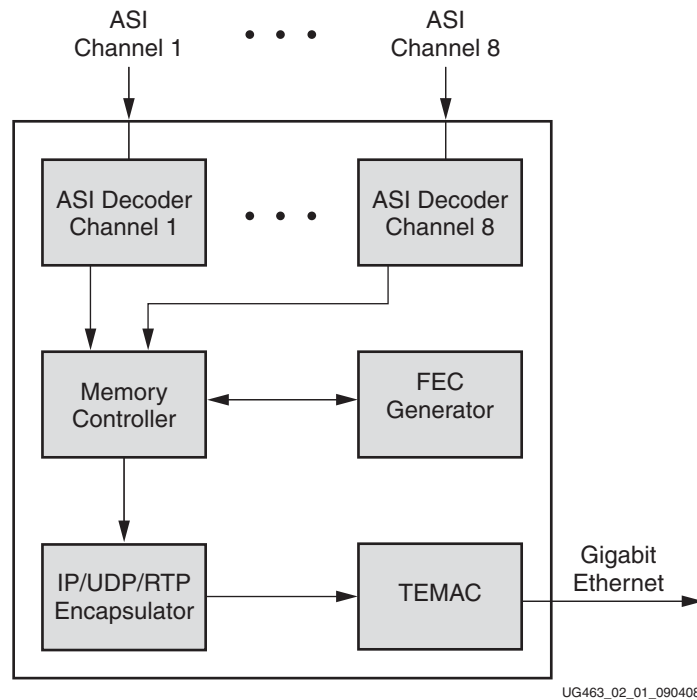 ASI
Channel 1
ASI
Channel 8
ASI Decoder
Channel 1
ASI Decoder
Channel 8
Memory
Controller
FEC
Generator
IP/UDP/RTP
Encapsulator
TEMAC
Gigabit
Ethernet
UG463_02_01_090408